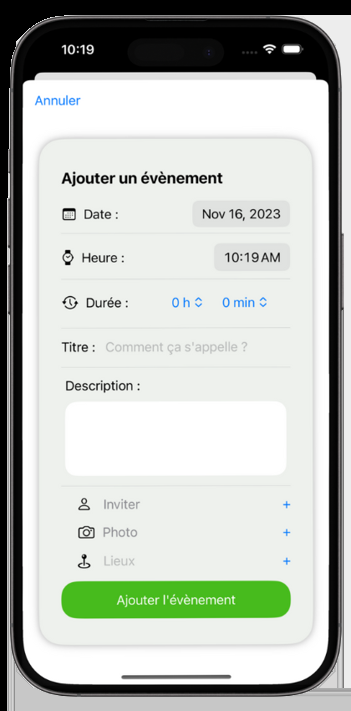 10:19
Annuler
Ajouter un évènement
Date : Nov 16, 2023
Heure : 10:19 AM
Durée : 0 h 0 min
Titre : Comment ça s'appelle ?
Description :
Inviter +
Photo +
Lieux +
Ajouter l'évènement